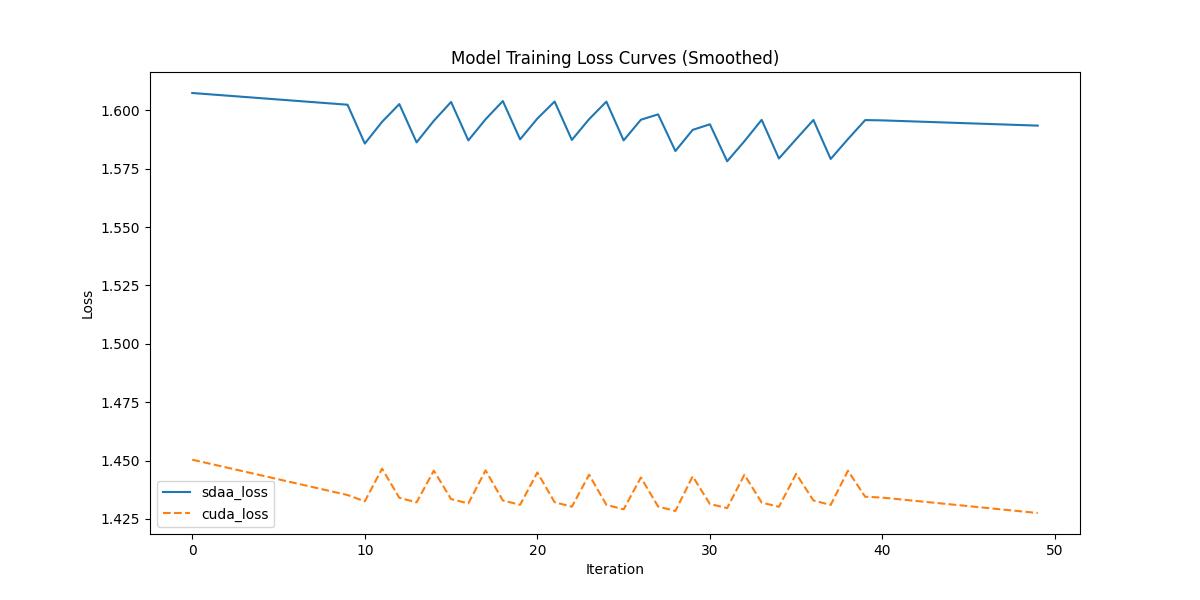 Model Training Loss Curves (Smoothed)
1.600
1.575
1.550
1.525
1.500
1.475
1.450
1.425
Loss
sdaa_loss
cuda_loss
0 10 20 30 40 50
Iteration